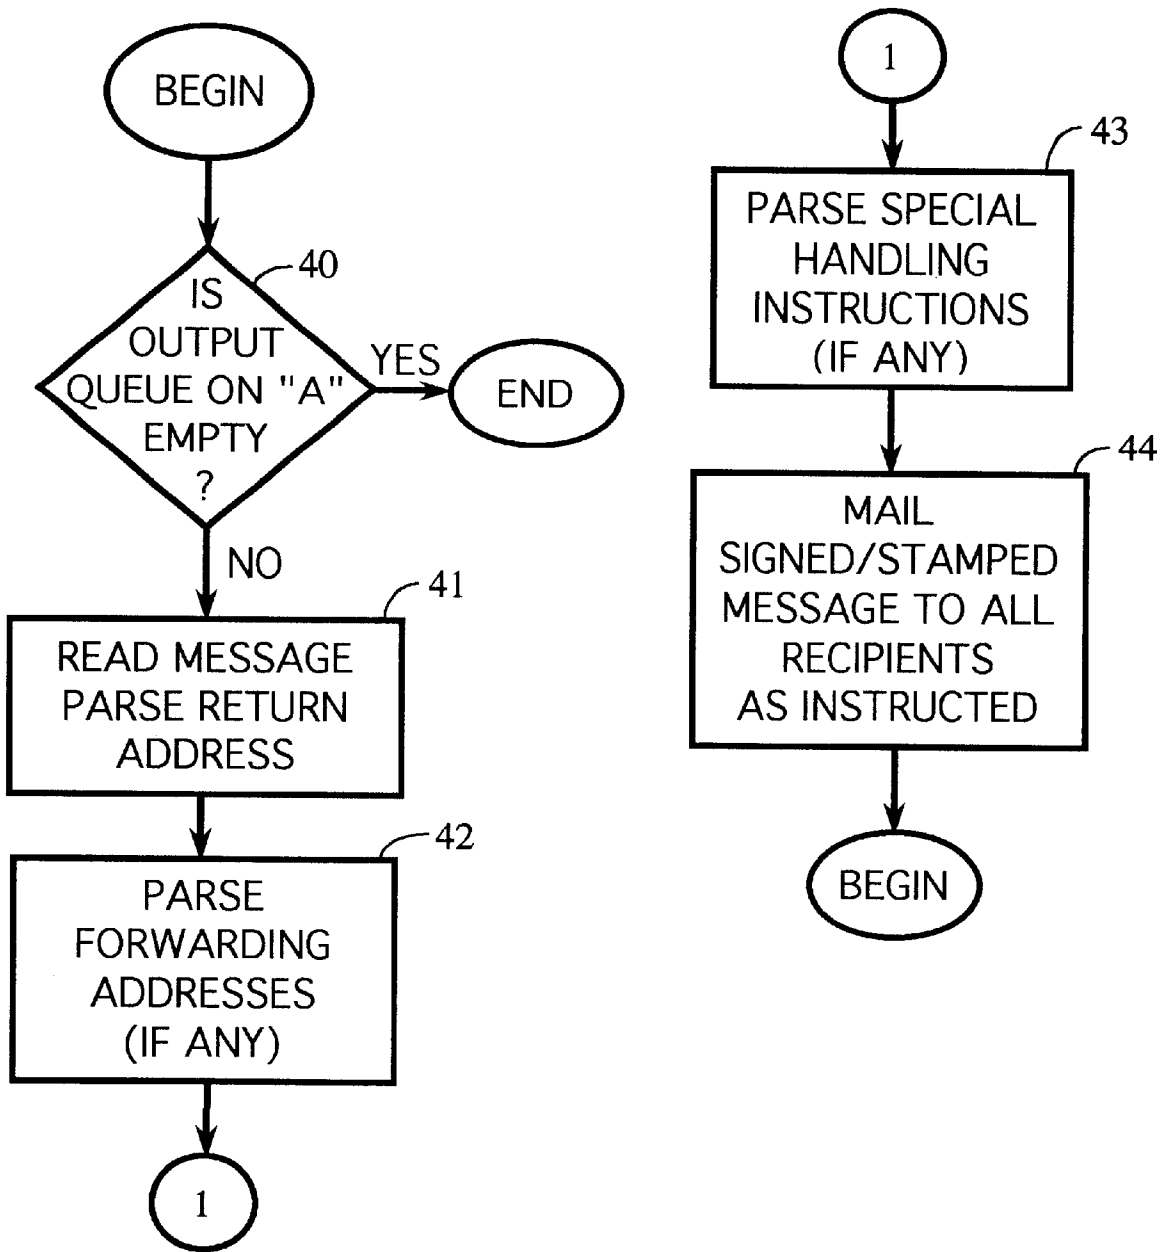 BEGIN
40
IS
OUTPUT
QUEUE ON "A"
EMPTY
?
YES
END
NO
41
READ MESSAGE
PARSE RETURN
ADDRESS
42
PARSE
FORWARDING
ADDRESSES
(IF ANY)
1
1
43
PARSE SPECIAL
HANDLING
INSTRUCTIONS
(IF ANY)
44
MAIL
SIGNED/STAMPED
MESSAGE TO ALL
RECIPIENTS
AS INSTRUCTED
BEGIN